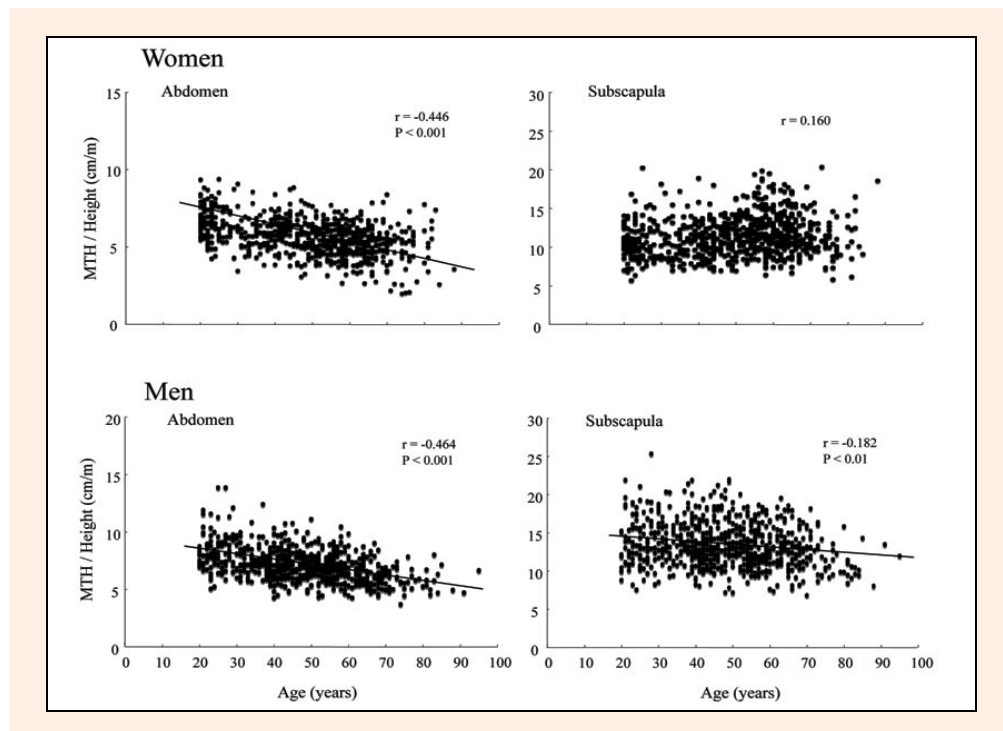 Women
Abdomen
r = -0.446
P < 0.001
MTH / Height (cm/m)
15
10
5
0
Subscapula
r = 0.160
30
25
20
15
10
5
0
Men
Abdomen
r = -0.464
P < 0.001
MTH / Height (cm/m)
20
15
10
5
0
0 10 20 30 40 50 60 70 80 90 100
Age (years)
Subscapula
r = -0.182
P < 0.01
30
25
20
15
10
5
0
0 10 20 30 40 50 60 70 80 90 100
Age (years)